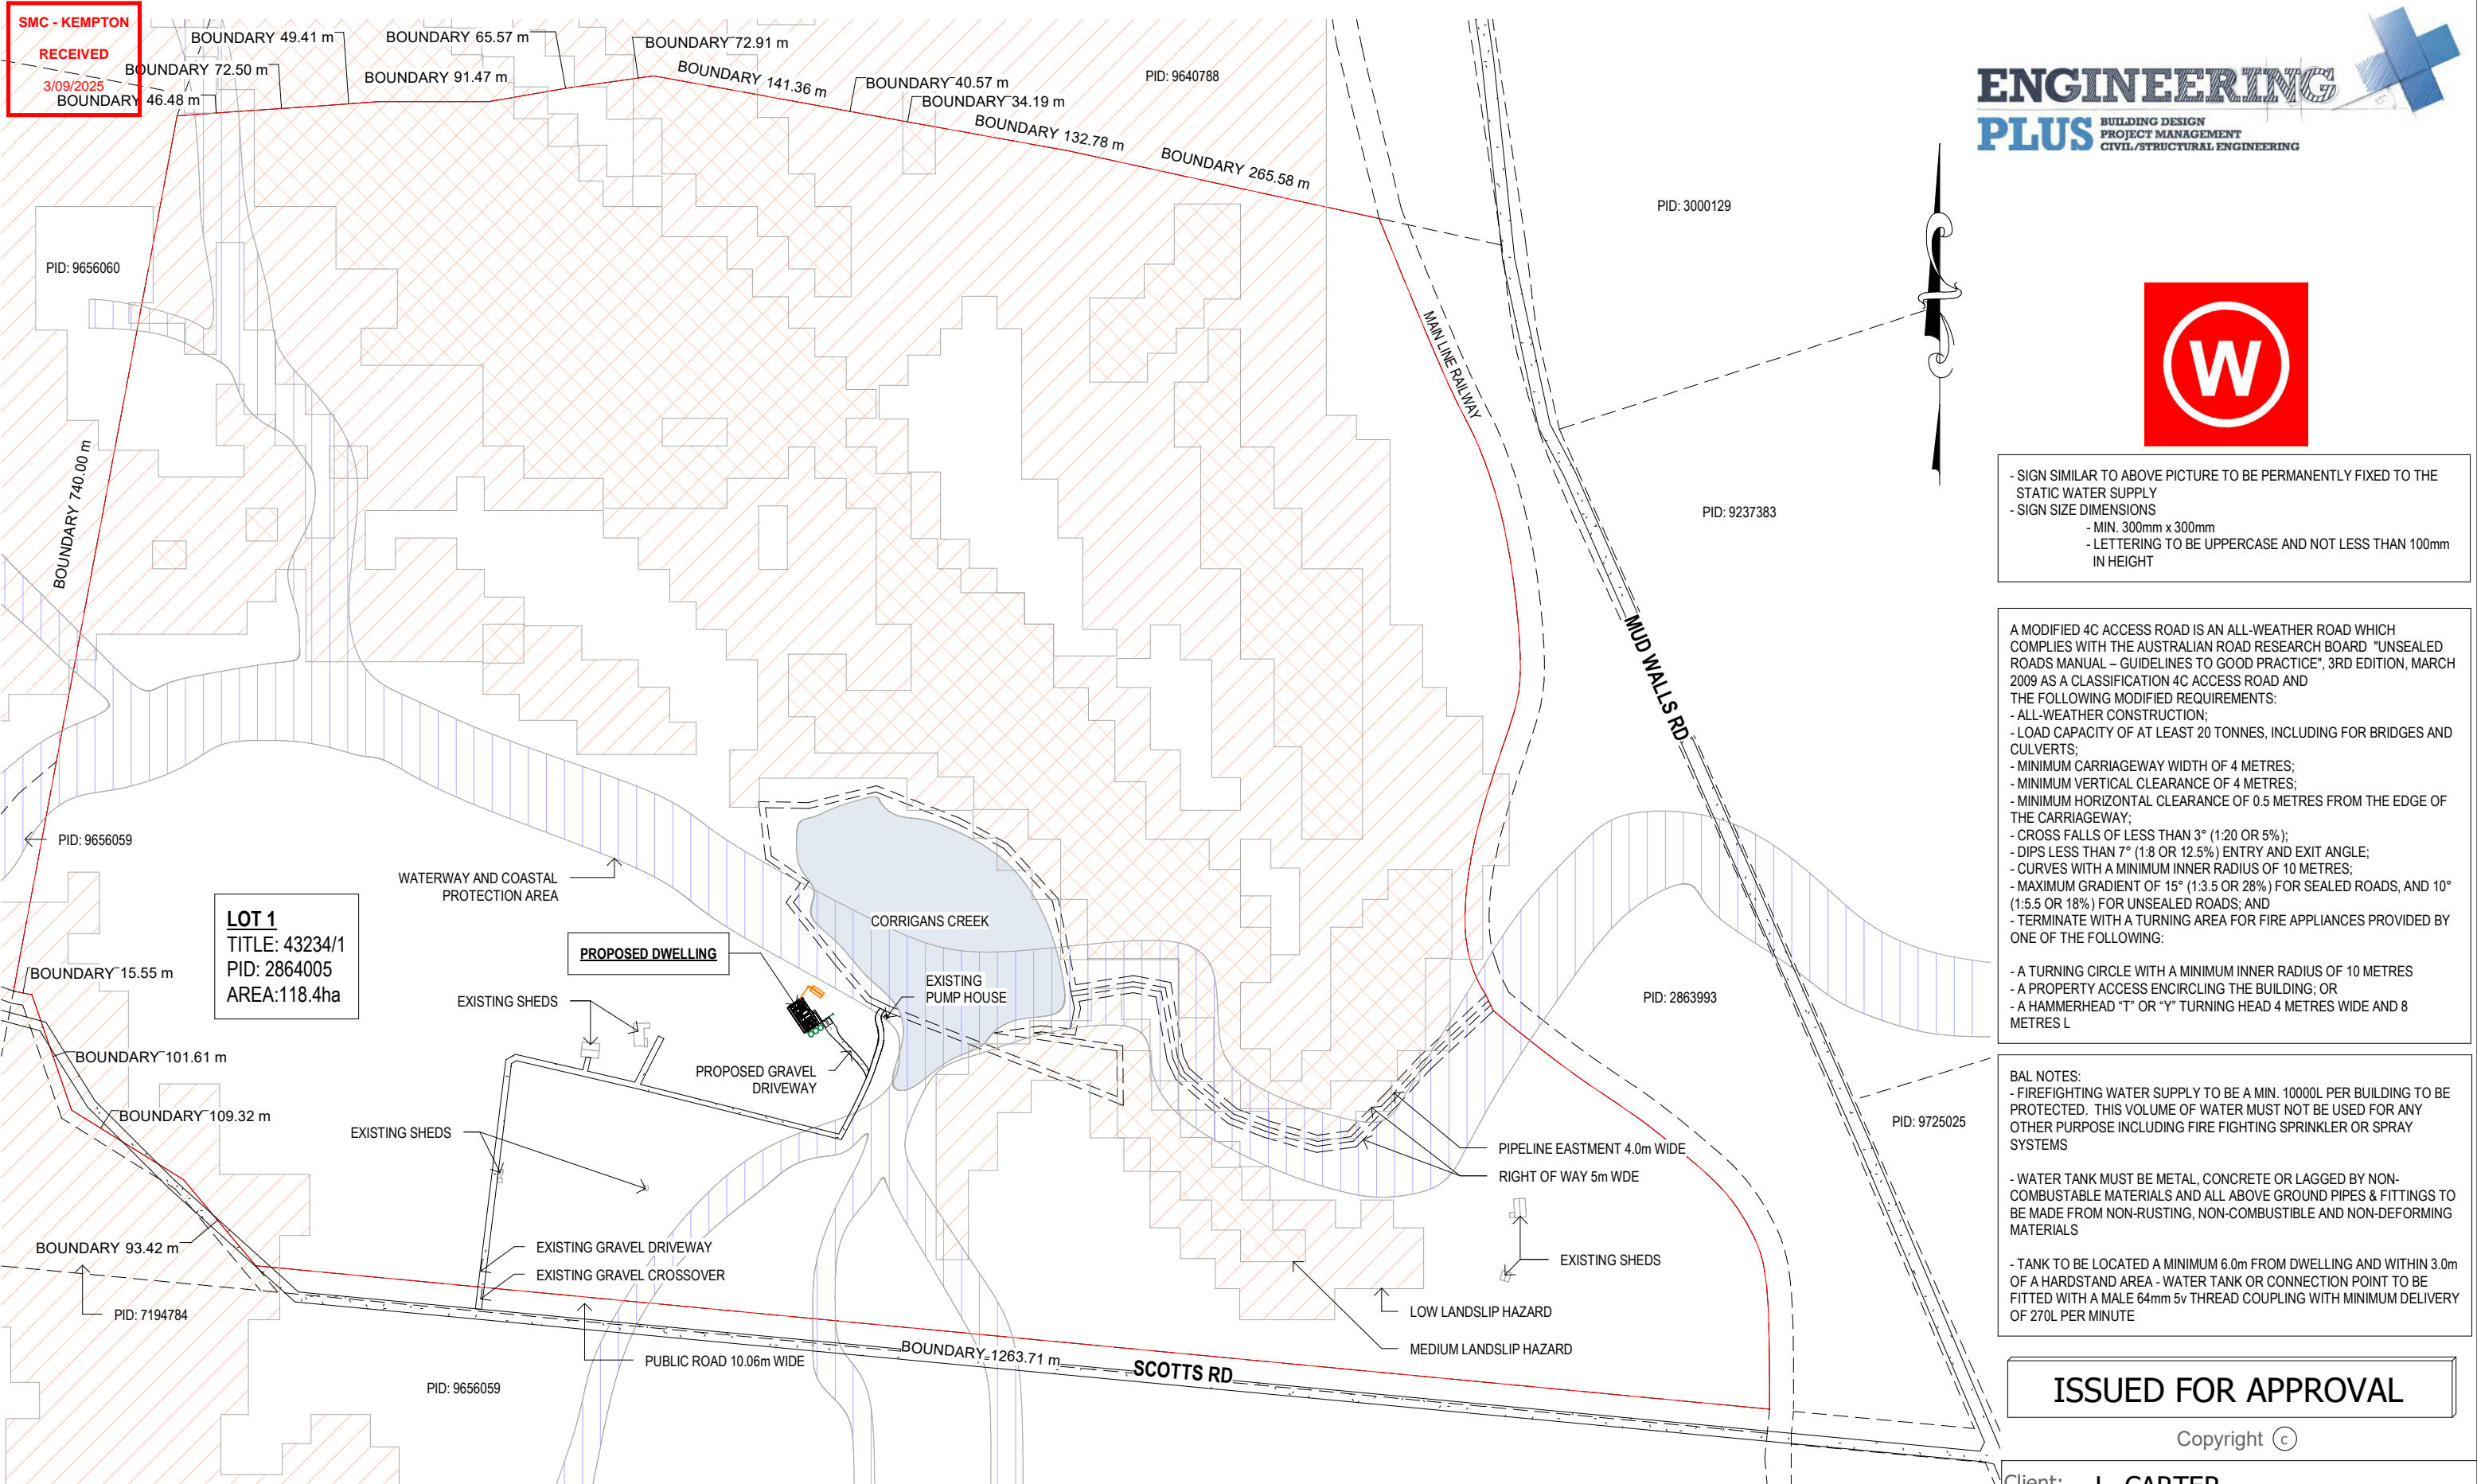 SMC - KEMPTON
RECEIVED
3/09/2025
BOUNDARY 49.41 m
BOUNDARY 65.57 m
BOUNDARY 72.91 m
BOUNDARY 72.50 m
BOUNDARY 91.47 m
BOUNDARY 141.36 m
BOUNDARY 40.57 m
PID: 9640788
BOUNDARY 46.48 m
BOUNDARY 34.19 m
BOUNDARY 132.78 m
BOUNDARY 265.58 m
ENGINEERING
PLUS
BUILDING DESIGN
PROJECT MANAGEMENT
CIVIL/STRUCTURAL ENGINEERING
PID: 3000129
PID: 9656060
MAIN LINE RAILWAY
W
BOUNDARY 740.00 m
PID: 9237383
- SIGN SIMILAR TO ABOVE PICTURE TO BE PERMANENTLY FIXED TO THE
STATIC WATER SUPPLY
- SIGN SIZE DIMENSIONS
- MIN. 300mm x 300mm
- LETTERING TO BE UPPERCASE AND NOT LESS THAN 100mm
IN HEIGHT
MUD WALLS RD
A MODIFIED 4C ACCESS ROAD IS AN ALL-WEATHER ROAD WHICH
COMPLIES WITH THE AUSTRALIAN ROAD RESEARCH BOARD "UNSEALED
ROADS MANUAL – GUIDELINES TO GOOD PRACTICE", 3RD EDITION, MARCH
2009 AS A CLASSIFICATION 4C ACCESS ROAD AND
THE FOLLOWING MODIFIED REQUIREMENTS:
- ALL-WEATHER CONSTRUCTION;
- LOAD CAPACITY OF AT LEAST 20 TONNES, INCLUDING FOR BRIDGES AND
CULVERTS;
- MINIMUM CARRIAGEWAY WIDTH OF 4 METRES;
- MINIMUM VERTICAL CLEARANCE OF 4 METRES;
- MINIMUM HORIZONTAL CLEARANCE OF 0.5 METRES FROM THE EDGE OF
THE CARRIAGEWAY;
- CROSS FALLS OF LESS THAN 3° (1:20 OR 5%);
- DIPS LESS THAN 7° (1:8 OR 12.5%) ENTRY AND EXIT ANGLE;
- CURVES WITH A MINIMUM INNER RADIUS OF 10 METRES;
- MAXIMUM GRADIENT OF 15° (1:3.5 OR 28%) FOR SEALED ROADS, AND 10°
(1:5.5 OR 18%) FOR UNSEALED ROADS; AND
- TERMINATE WITH A TURNING AREA FOR FIRE APPLIANCES PROVIDED BY
ONE OF THE FOLLOWING:
- A TURNING CIRCLE WITH A MINIMUM INNER RADIUS OF 10 METRES
- A PROPERTY ACCESS ENCIRCLING THE BUILDING; OR
- A HAMMERHEAD “T” OR “Y” TURNING HEAD 4 METRES WIDE AND 8
METRES L
PID: 9656059
WATERWAY AND COASTAL
PROTECTION AREA
LOT 1
TITLE: 43234/1
PID: 2864005
AREA:118.4ha
CORRIGANS CREEK
PROPOSED DWELLING
BOUNDARY 15.55 m
EXISTING
PUMP HOUSE
EXISTING SHEDS
PID: 2863993
BOUNDARY 101.61 m
PROPOSED GRAVEL
DRIVEWAY
BOUNDARY 109.32 m
EXISTING SHEDS
PIPELINE EASTMENT 4.0m WIDE
RIGHT OF WAY 5m WDE
PID: 9725025
BAL NOTES:
- FIREFIGHTING WATER SUPPLY TO BE A MIN. 10000L PER BUILDING TO BE
PROTECTED. THIS VOLUME OF WATER MUST NOT BE USED FOR ANY
OTHER PURPOSE INCLUDING FIRE FIGHTING SPRINKLER OR SPRAY
SYSTEMS
- WATER TANK MUST BE METAL, CONCRETE OR LAGGED BY NON-
COMBUSTABLE MATERIALS AND ALL ABOVE GROUND PIPES & FITTINGS TO
BE MADE FROM NON-RUSTING, NON-COMBUSTIBLE AND NON-DEFORMING
MATERIALS
- TANK TO BE LOCATED A MINIMUM 6.0m FROM DWELLING AND WITHIN 3.0m
OF A HARDSTAND AREA - WATER TANK OR CONNECTION POINT TO BE
FITTED WITH A MALE 64mm 5v THREAD COUPLING WITH MINIMUM DELIVERY
OF 270L PER MINUTE
BOUNDARY 93.42 m
EXISTING GRAVEL DRIVEWAY
EXISTING GRAVEL CROSSOVER
EXISTING SHEDS
PID: 7194784
LOW LANDSLIP HAZARD
MEDIUM LANDSLIP HAZARD
PUBLIC ROAD 10.06m WIDE
BOUNDARY 1263.71 m
SCOTTS RD
PID: 9656059
ISSUED FOR APPROVAL
Copyright c
Client: L. CARTER